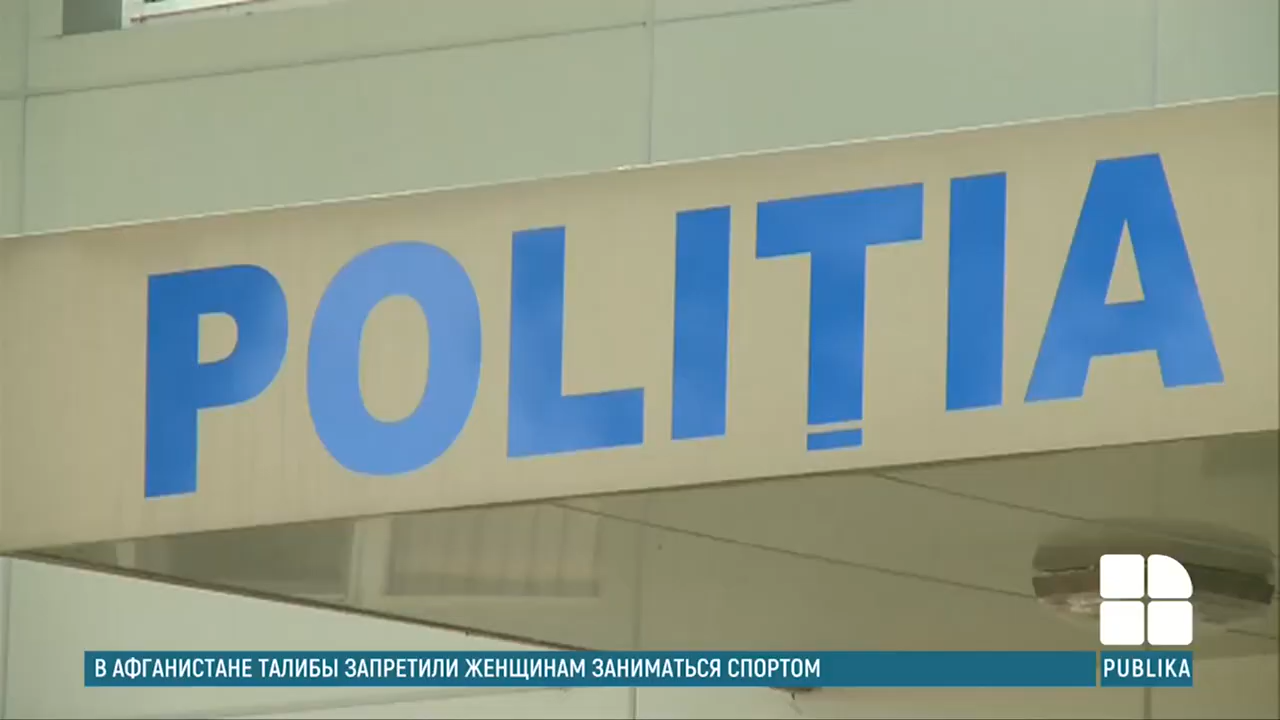 POLIȚIA
В АФГАНИСТАНЕ ТАЛИБЫ ЗАПРЕТИЛИ ЖЕНЩИНАМ ЗАНИМАТЬСЯ СПОРТОМ
PUBLIKA